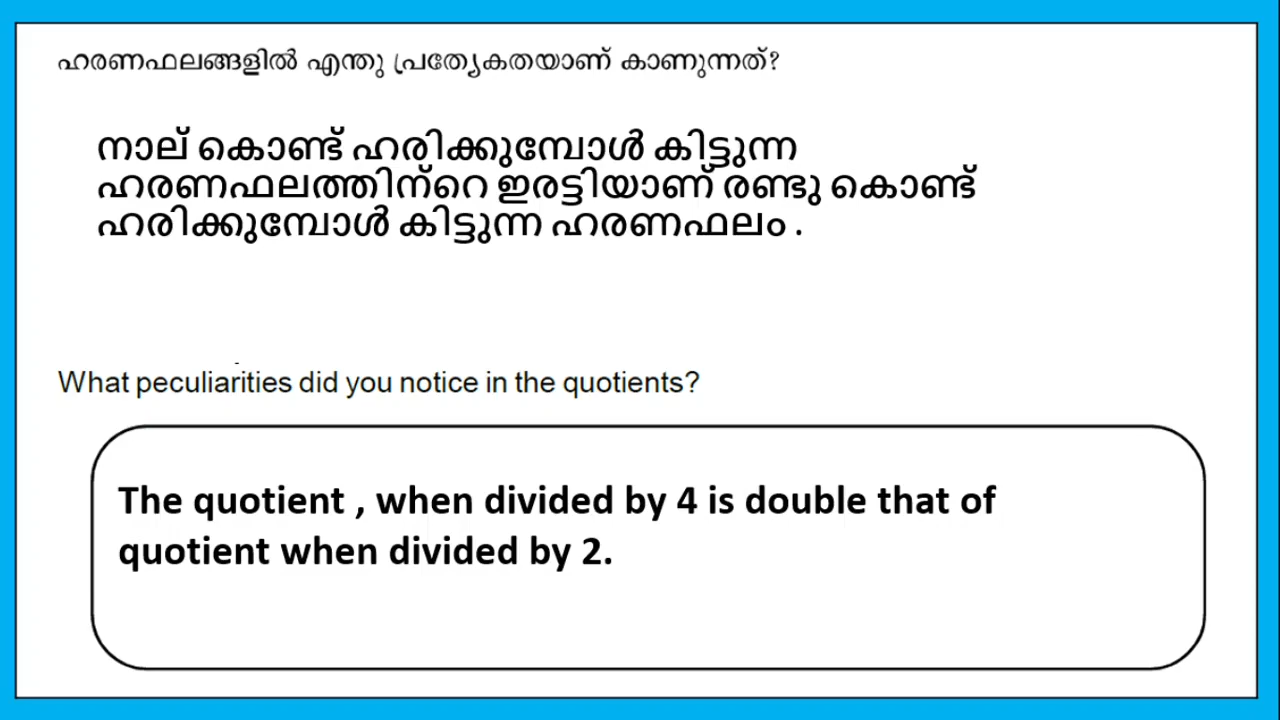 ഹരണഫലങ്ങളിൽ എന്തു പ്രത്യേകതയാണ് കാണുന്നത്?
നാല് കൊണ്ട് ഹരിക്കുമ്പോൾ കിട്ടുന്ന
ഹരണഫലത്തിന്റെ ഇരട്ടിയാണ് രണ്ടു കൊണ്ട്
ഹരിക്കുമ്പോൾ കിട്ടുന്ന ഹരണഫലം .
What peculiarities did you notice in the quotients?
The quotient , when divided by 4 is double that of
quotient when divided by 2.